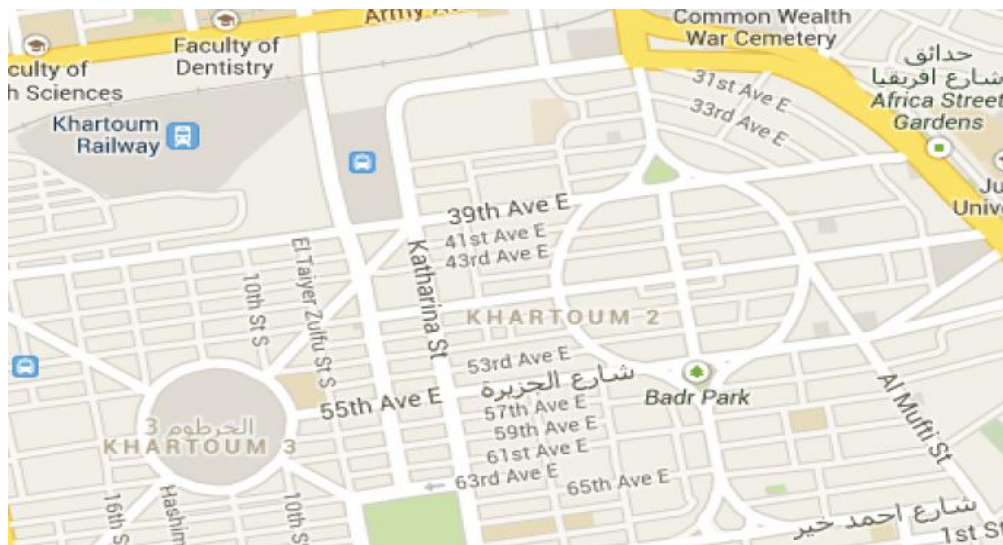 Army A
Common Wealth
War Cemetery
Faculty of
Dentistry
culty of
h Sciences
حدائق
شارع افريقيا
Africa Street
Gardens
31st Ave E
33rd Ave E
Khartoum
Railway
Ju
Unive
39th Ave E
41st Ave E
43rd Ave E
El Taiyer Zulfu St S
Katharina St
10th St S
KHARTOUM 2
53rd Ave E
شارع الجزيرة
Badr Park
55th Ave E
57th Ave E
59th Ave E
61st Ave E
63rd Ave E
65th Ave E
Al Mufti St
الخرطوم 3
KHARTOUM 3
16th S
Hashim
10th S
شارع احمد خير
1st St